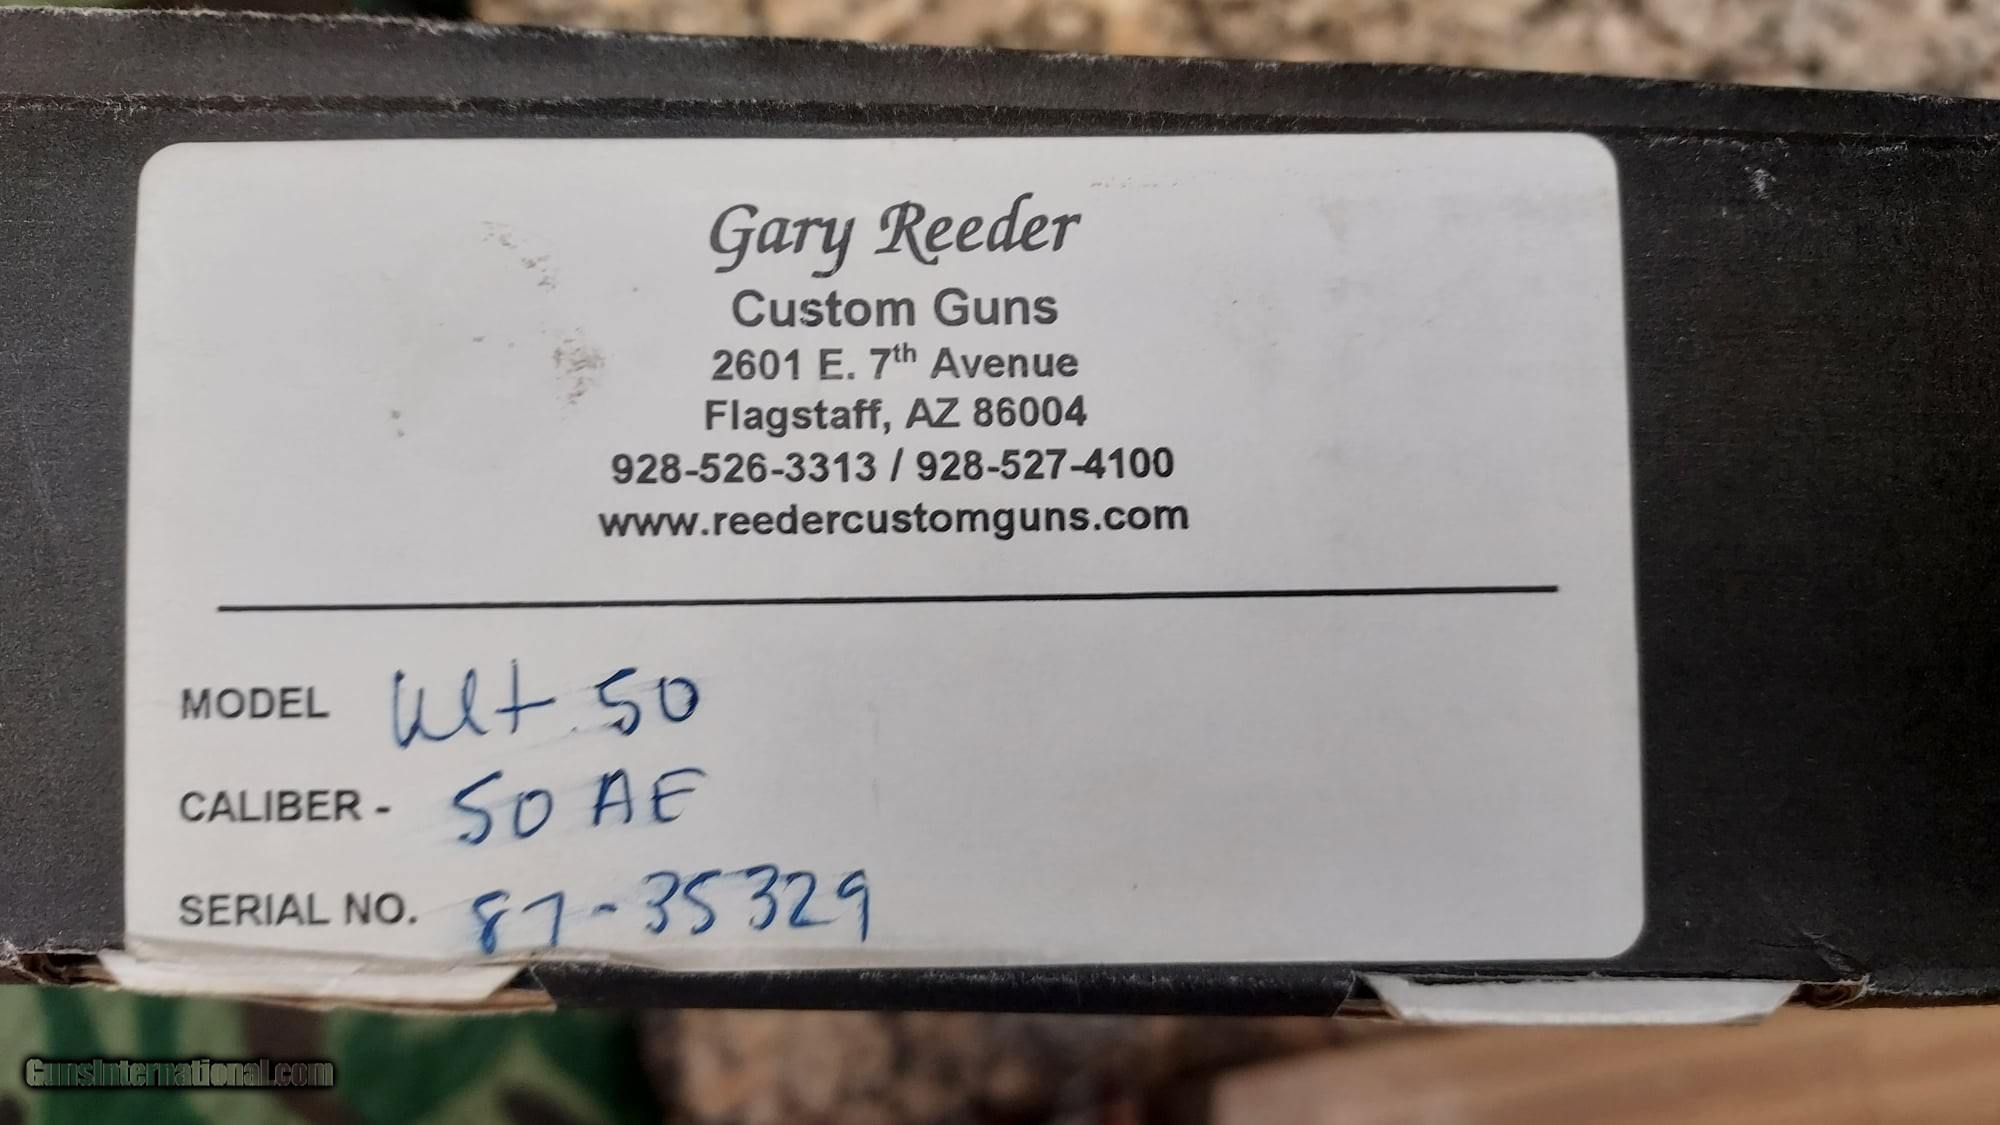 Gary Reeder
Custom Guns
2601 E. 7th Avenue
Flagstaff, AZ 86004
928-526-3313 / 928-527-4100
www.reedercustomguns.com
MODEL Ult 50
CALIBER - 50 AE
SERIAL NO. 87-35329
GunsInternational.com